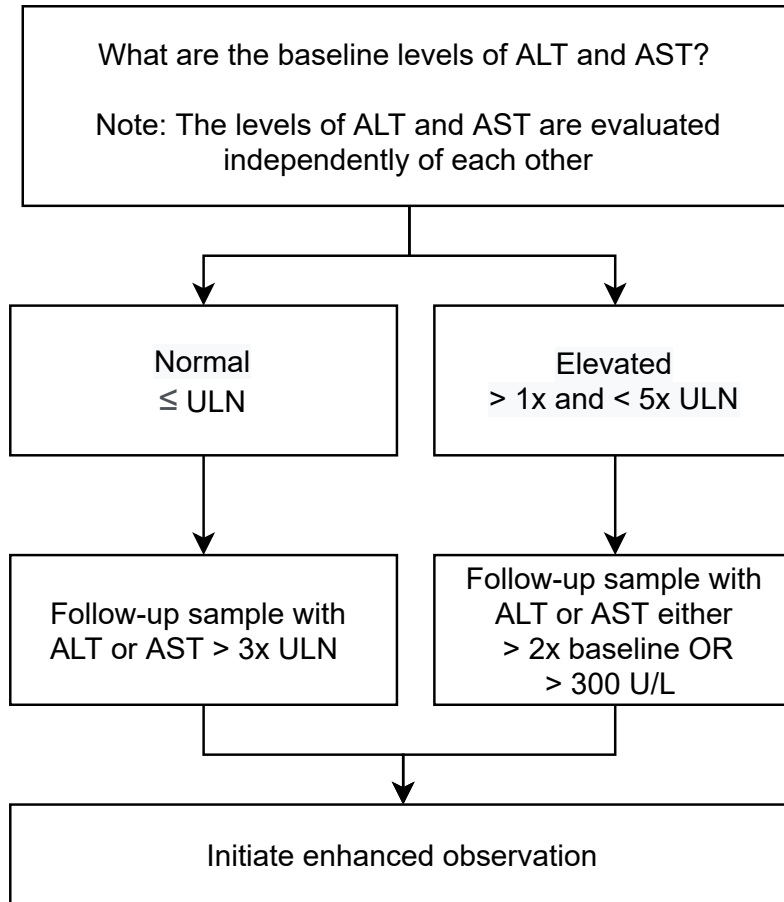 What are the baseline levels of ALT and AST?
Note: The levels of ALT and AST are evaluated
independently of each other
Normal
≤ ULN
Elevated
> 1x and < 5x ULN
Follow-up sample with
ALT or AST > 3x ULN
Follow-up sample with
ALT or AST either
> 2x baseline OR
> 300 U/L
Initiate enhanced observation